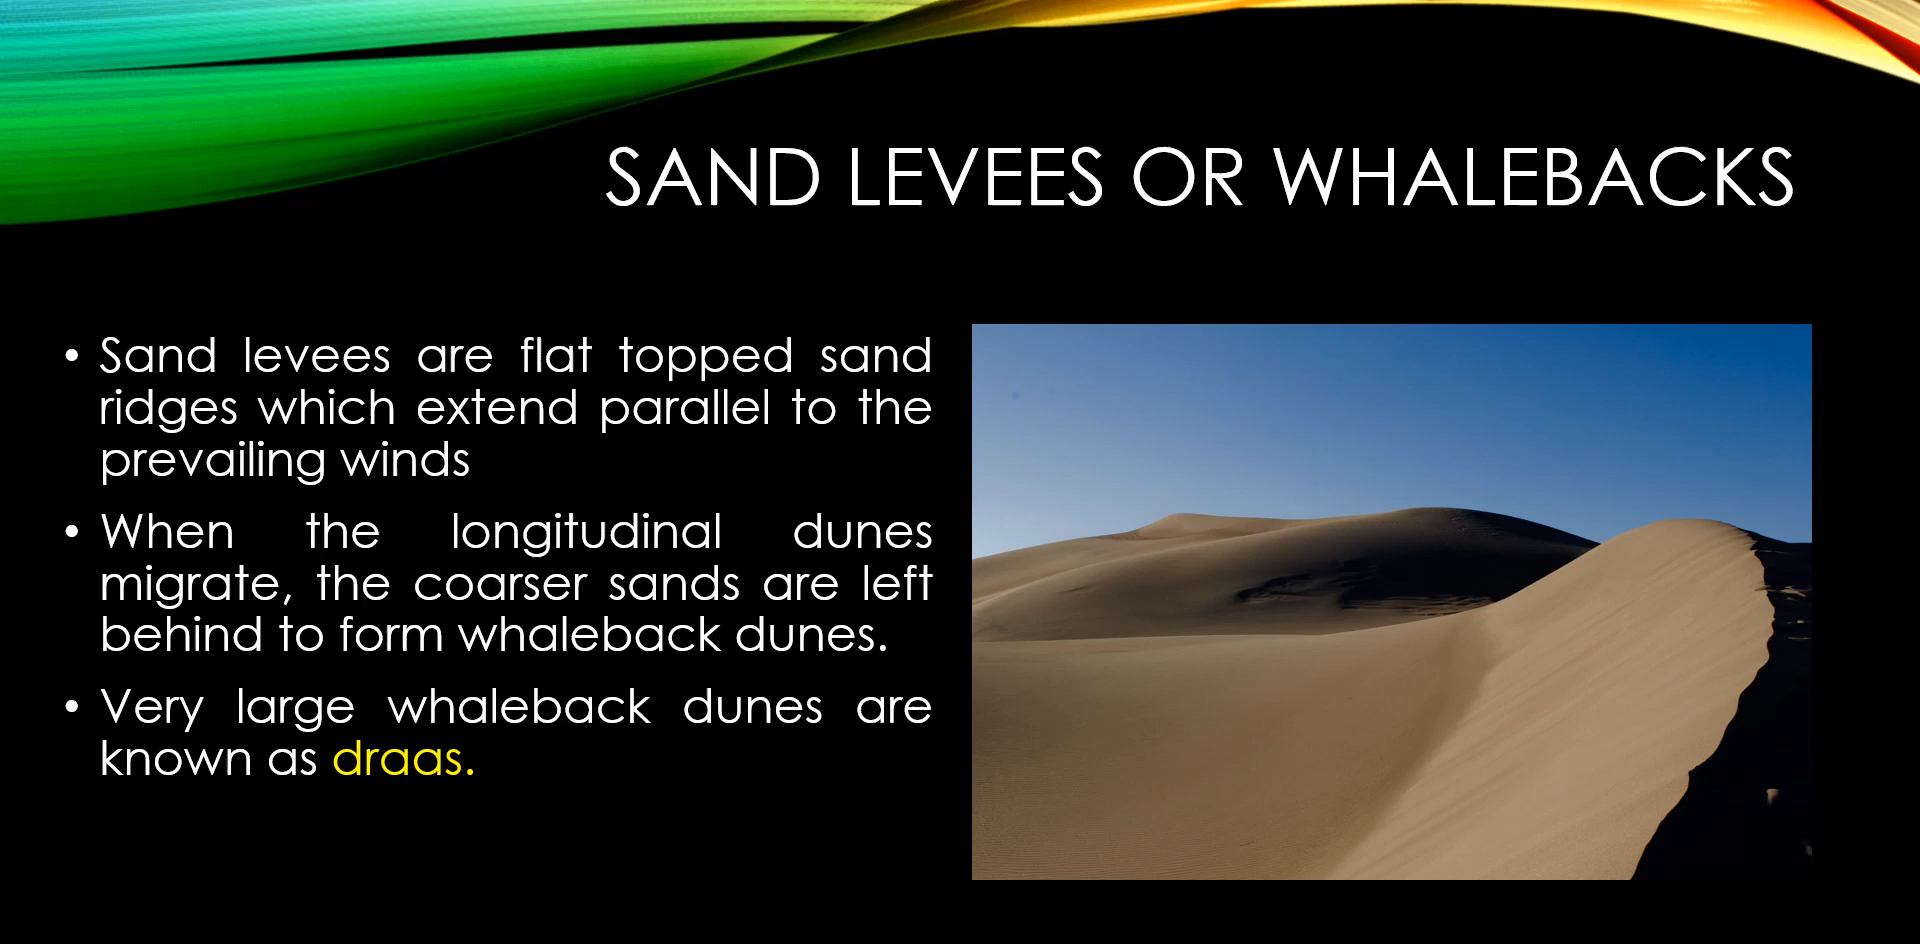 SAND LEVEES OR WHALEBACKS
• Sand levees are flat topped sand
ridges which extend parallel to the
prevailing winds
• When the longitudinal dunes
migrate, the coarser sands are left
behind to form whaleback dunes.
• Very large whaleback dunes are
known as draas.